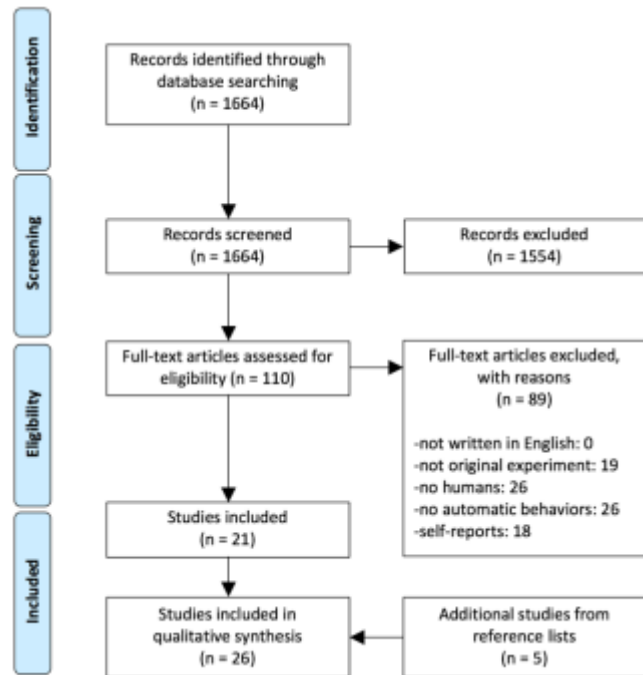 Identification
Records identified through
database searching
(n = 1664)
Screening
Records screened
(n = 1664)
Records excluded
(n = 1554)
Eligibility
Full-text articles assessed for
eligibility (n = 110)
Full-text articles excluded,
with reasons
(n = 89)
-not written in English: 0
-not original experiment: 19
-no humans: 26
-no automatic behaviors: 26
-self-reports: 18
Studies included
(n = 21)
Included
Studies included in
qualitative synthesis
(n = 26)
Additional studies from
reference lists
(n = 5)